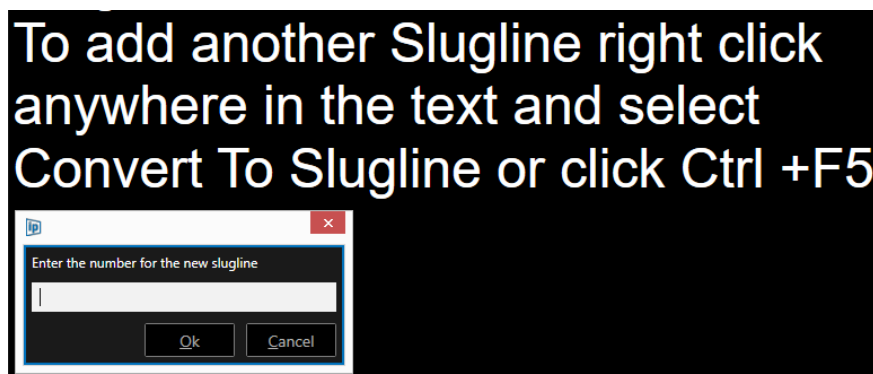 To add another Slugline right click
anywhere in the text and select
Convert To Slugline or click Ctrl +F5
ip
Enter the number for the new slugline
Ok Cancel